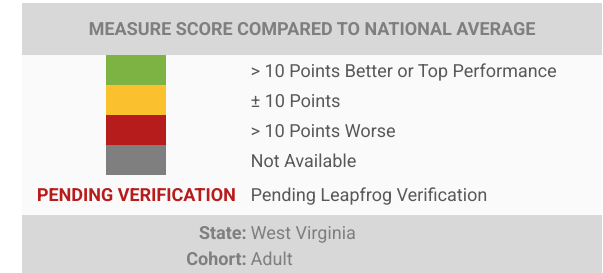 MEASURE SCORE COMPARED TO NATIONAL AVERAGE
> 10 Points Better or Top Performance
± 10 Points
> 10 Points Worse
Not Available
PENDING VERIFICATION Pending Leapfrog Verification
State: West Virginia
Cohort: Adult